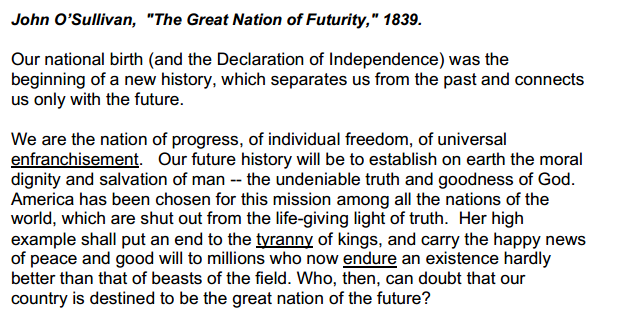 John O’Sullivan,  "The Great Nation of Futurity," 1839.
Our national birth (and the Declaration of Independence) was the
beginning of a new history, which separates us from the past and connects
us only with the future.
We are the nation of progress, of individual freedom, of universal
enfranchisement.   Our future history will be to establish on earth the moral
dignity and salvation of man -- the undeniable truth and goodness of God.
America has been chosen for this mission among all the nations of the
world, which are shut out from the life-giving light of truth.  Her high
example shall put an end to the tyranny of kings, and carry the happy news
of peace and good will to millions who now endure an existence hardly
better than that of beasts of the field. Who, then, can doubt that our
country is destined to be the great nation of the future?